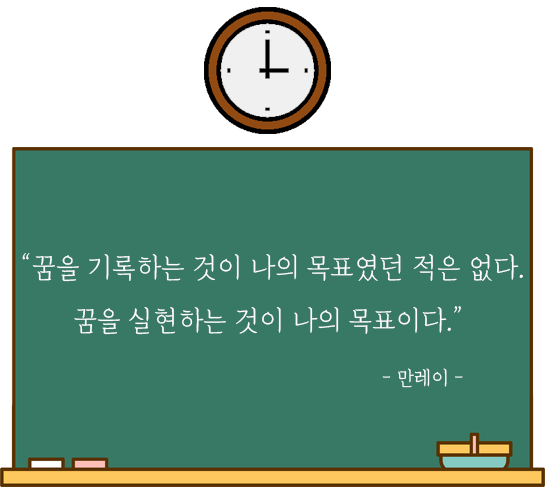 “꿈을 기록하는 것이 나의 목표였던 적은 없다.
꿈을 실현하는 것이 나의 목표이다.”
- 만레이 -